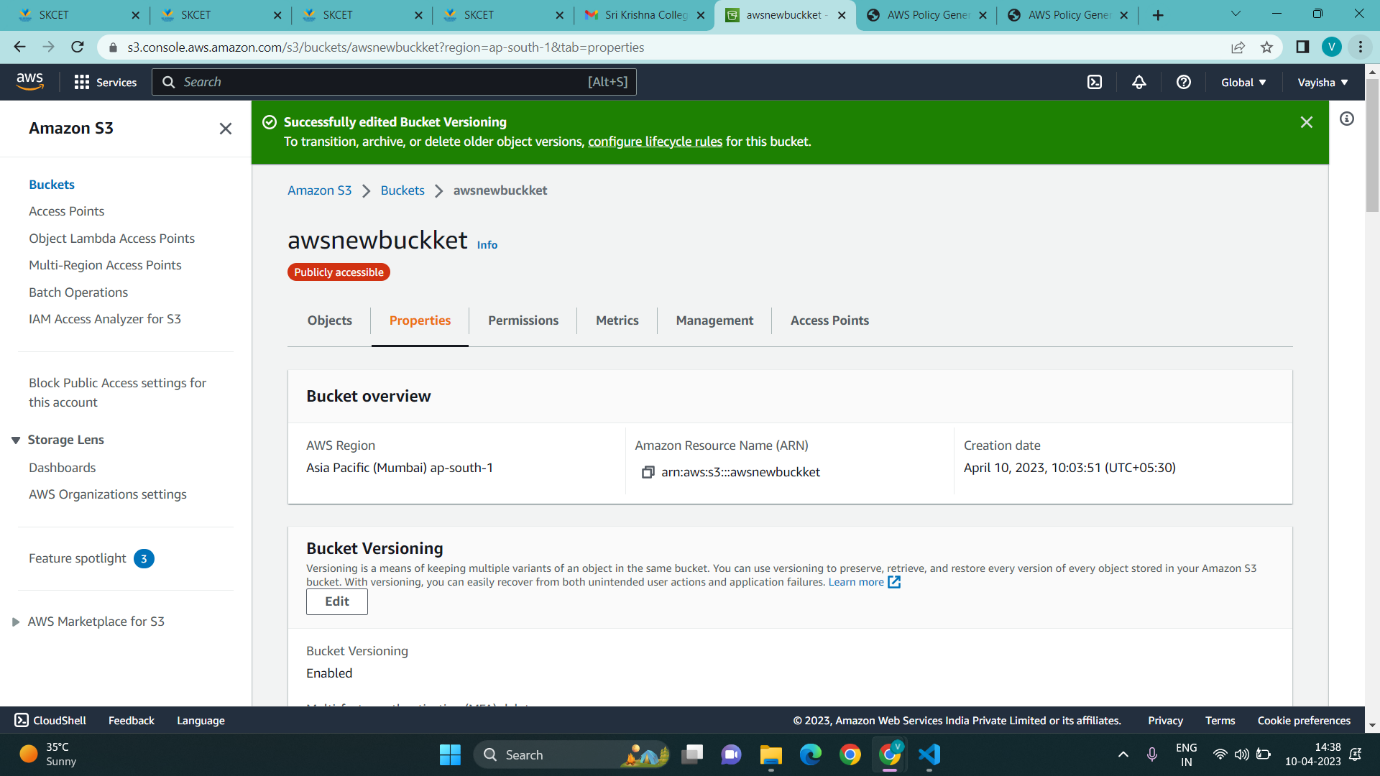 SKCET
SKCET
SKCET
SKCET
Sri Krishna Colleg
awsnewbuckket -
AWS Policy Gene
AWS Policy Gene
s3.console.aws.amazon.com/s3/buckets/awsnewbuckket?region=ap-south-1&tab=properties
V
aws
Services
Search
[Alt+S]
Global
Vayisha
Amazon S3
Successfully edited Bucket Versioning
To transition, archive, or delete older object versions, configure lifecycle rules for this bucket.
Buckets
Access Points
Object Lambda Access Points
Multi-Region Access Points
Batch Operations
IAM Access Analyzer for S3
Block Public Access settings for
this account
Storage Lens
Dashboards
AWS Organizations settings
Feature spotlight 3
AWS Marketplace for S3
Amazon S3 > Buckets > awsnewbuckket
awsnewbuckket Info
Publicly accessible
Objects
Properties
Permissions
Metrics
Management
Access Points
Bucket overview
AWS Region
Asia Pacific (Mumbai) ap-south-1
Amazon Resource Name (ARN)
arn:aws:s3:::awsnewbuckket
Creation date
April 10, 2023, 10:03:51 (UTC+05:30)
Bucket Versioning
Versioning is a means of keeping multiple variants of an object in the same bucket. You can use versioning to preserve, retrieve, and restore every version of every object stored in your Amazon S3
bucket. With versioning, you can easily recover from both unintended user actions and application failures. Learn more
Edit
Bucket Versioning
Enabled
CloudShell
Feedback
Language
© 2023, Amazon Web Services India Private Limited or its affiliates.
Privacy
Terms
Cookie preferences
35°C
Sunny
Search
V
ENG
IN
14:38
10-04-2023